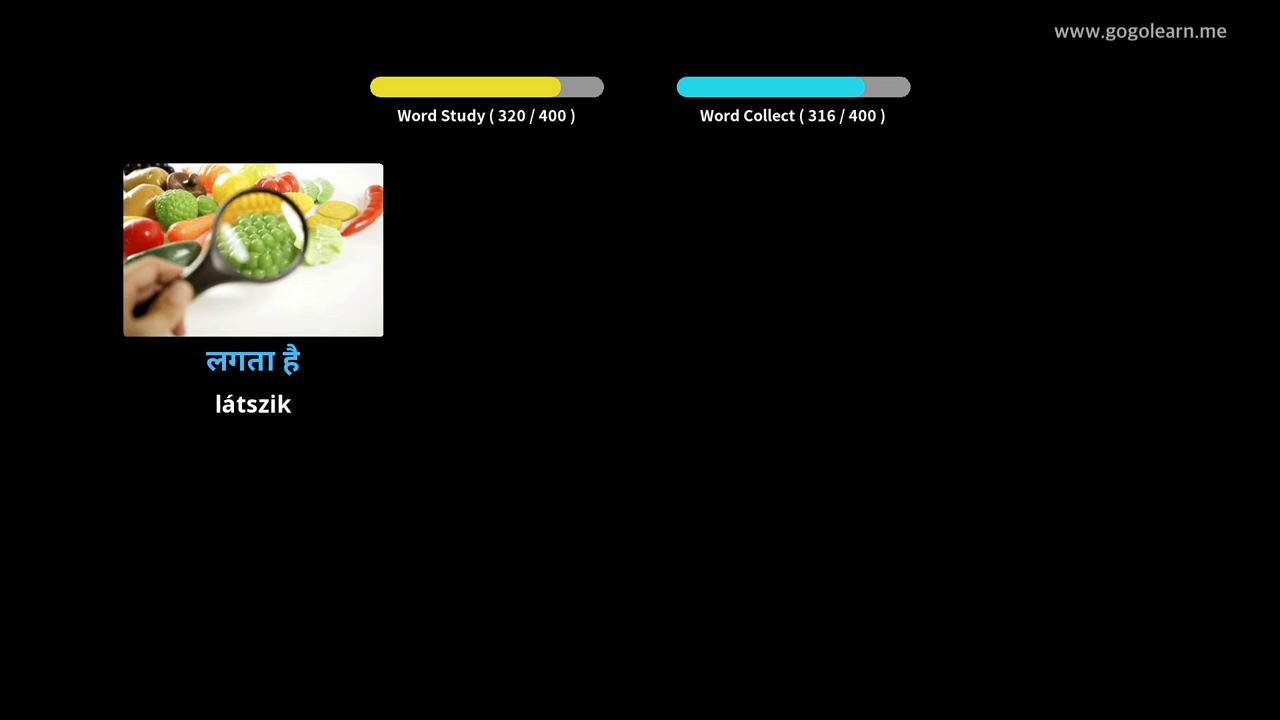 www.gogolearn.me
Word Study ( 320 / 400 )
Word Collect ( 316 / 400 )
लगता है
látszik